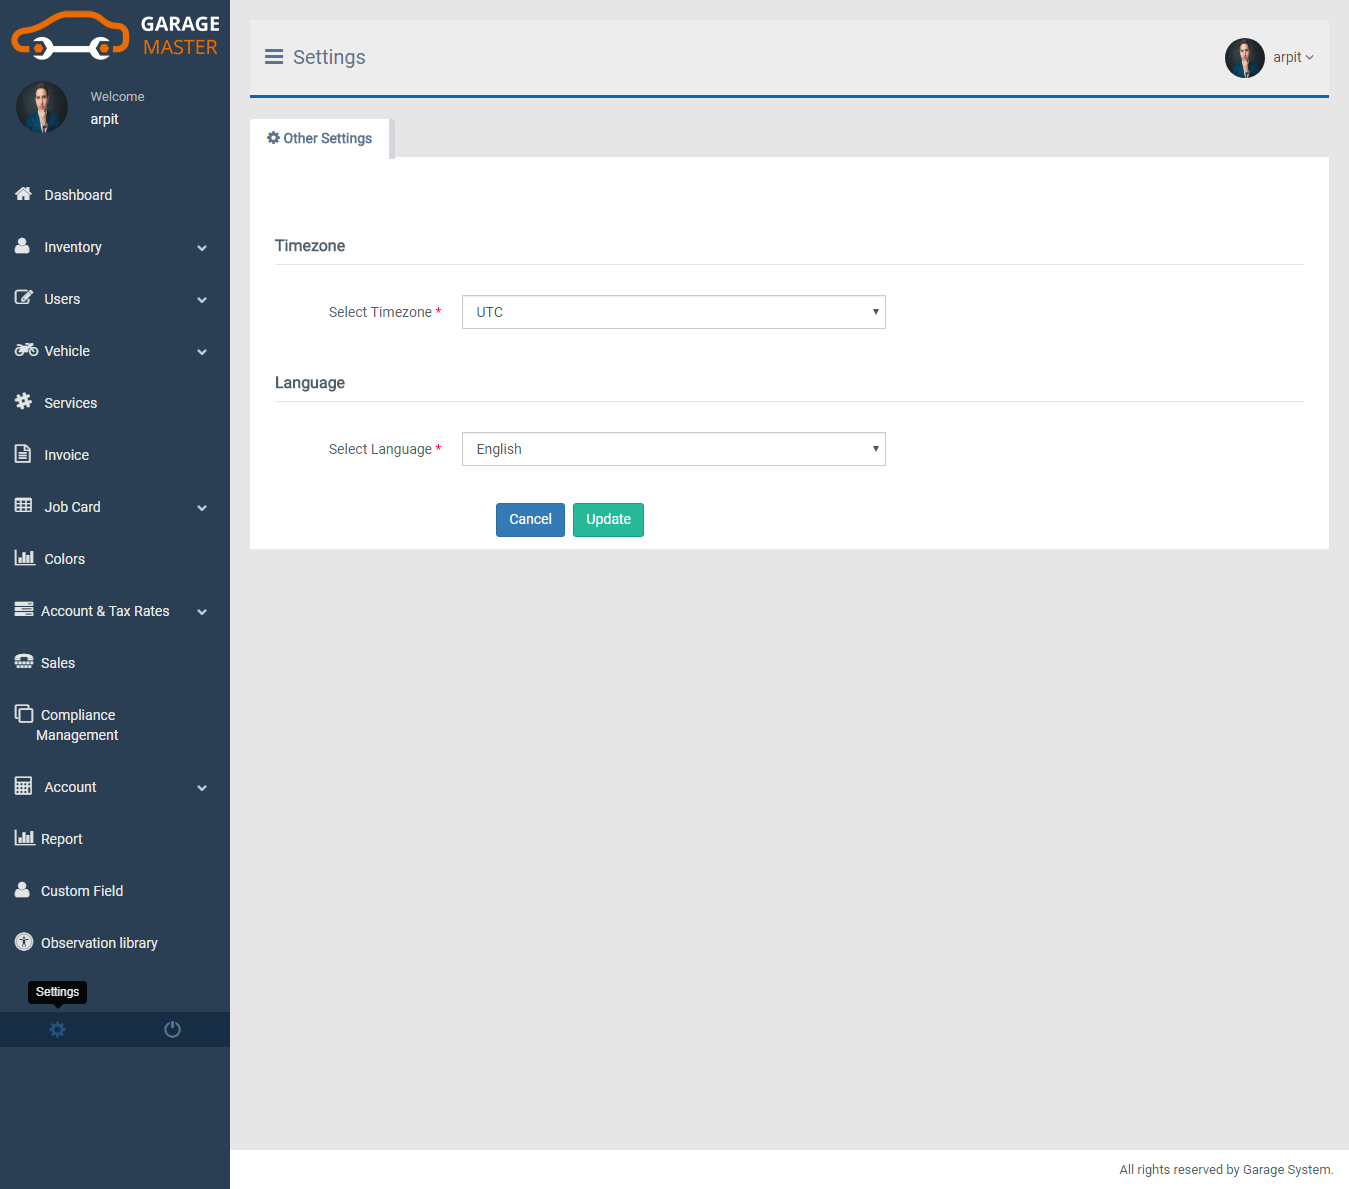 GARAGE
MASTER
Welcome
arpit
Dashboard
Inventory
Users
Vehicle
Services
Invoice
Job Card
Colors
Account & Tax Rates
Sales
Compliance
Management
Account
Report
Custom Field
Observation library
Settings
Settings
arpit
Other Settings
Timezone
Select Timezone *
UTC
Language
Select Language *
English
Cancel
Update
All rights reserved by Garage System.